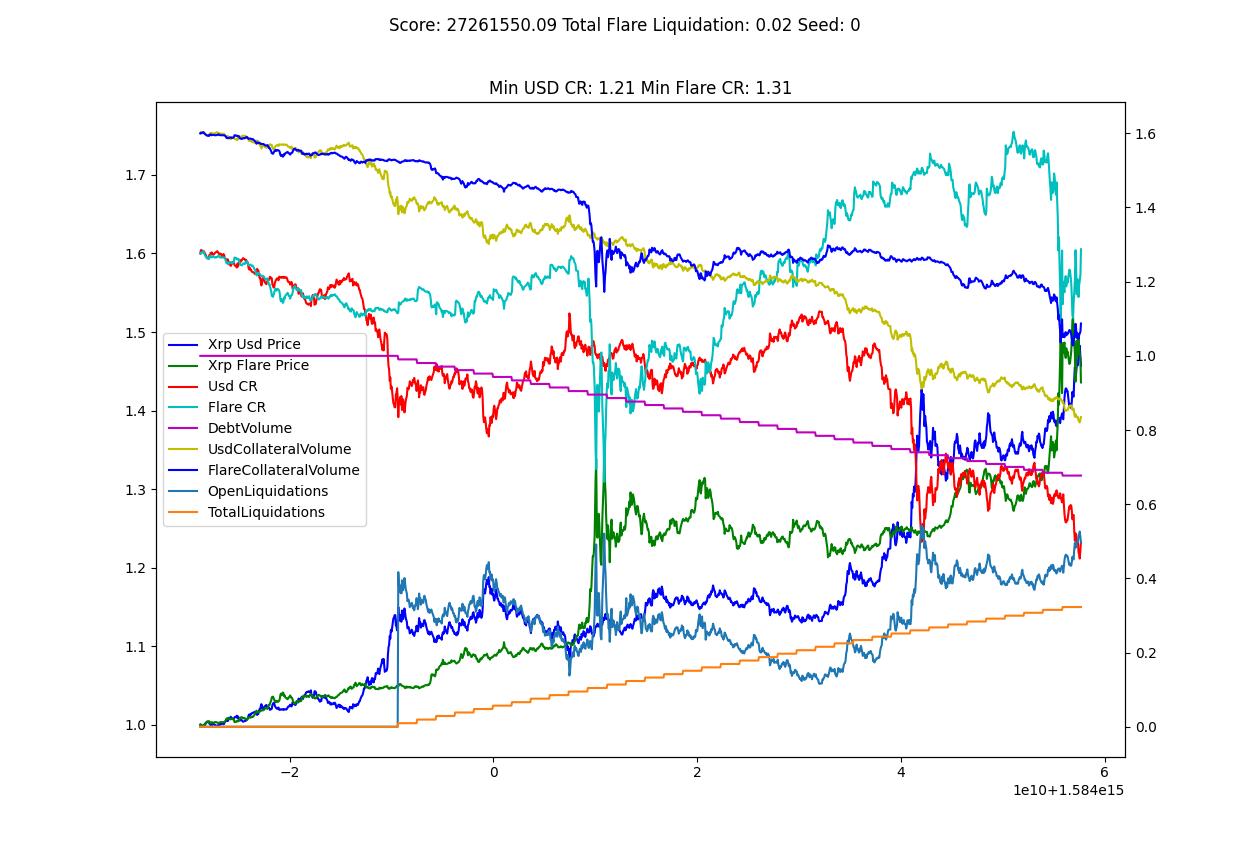 Score: 27261550.09 Total Flare Liquidation: 0.02 Seed: 0
Min USD CR: 1.21 Min Flare CR: 1.31
1.7
1.6
1.5
1.4
1.3
1.2
1.1
1.0
Xrp Usd Price
Xrp Flare Price
Usd CR
Flare CR
DebtVolume
UsdCollateralVolume
FlareCollateralVolume
OpenLiquidations
TotalLiquidations
1.6
1.4
1.2
1.0
0.8
0.6
0.4
0.2
0.0
−2 0 2 4 6
1e10+1.584e15